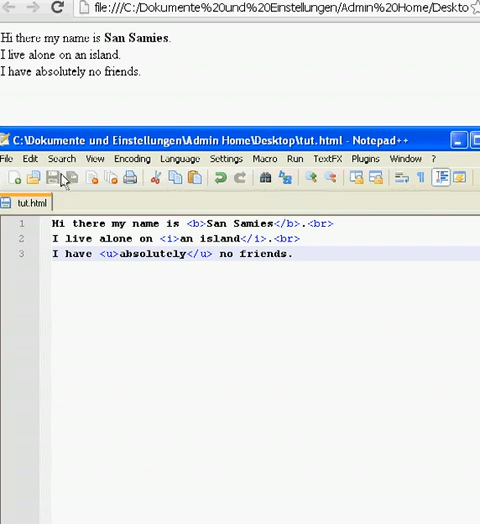 file:///C:/Dokumente%20und%20Einstellungen/Admin%20Home/Deskto
Hi there my name is San Samies.
I live alone on an island.
I have absolutely no friends.
C:\Dokumente und Einstellungen\Admin Home\Desktop\tut.html - Notepad++
File Edit Search View Encoding Language Settings Macro Run TextFX Plugins Window ?
tut.html
1 Hi there my name is <b>San Samies</b>.<br>
2 I live alone on <i>an island</i>.<br>
3 I have <u>absolutely</u> no friends.